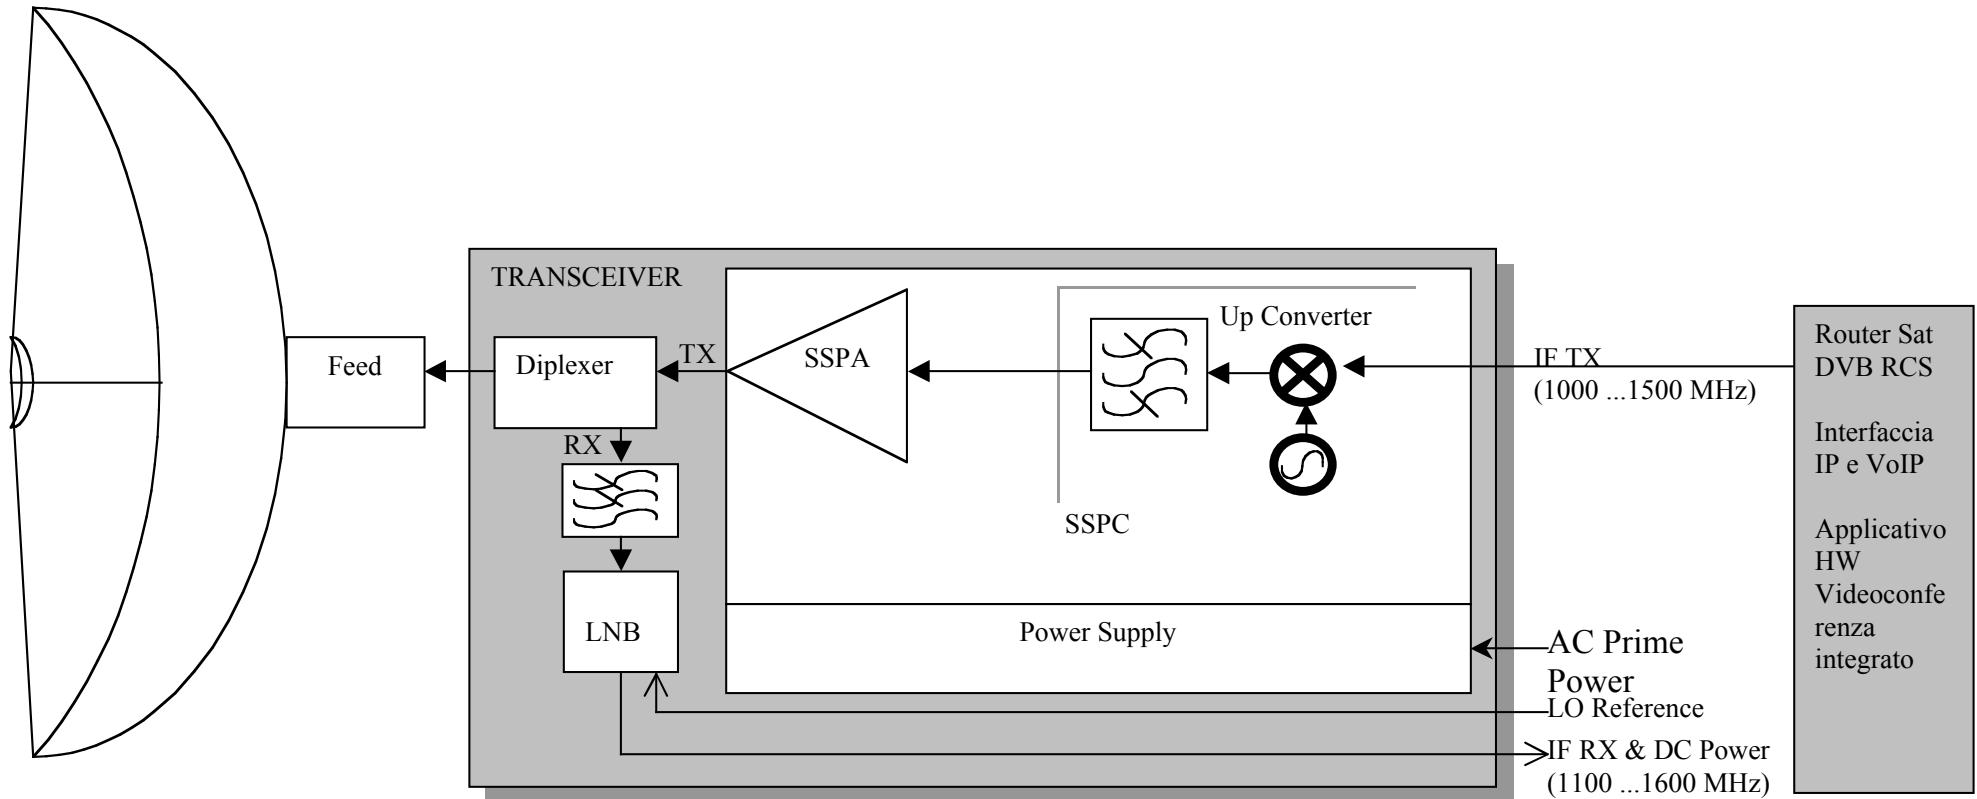 TRANSCEIVER
Up Converter
Router Sat
DVB RCS
Interfaccia
IP e VoIP
Applicativo
HW
Videoconfe
renza
integrato
Feed
Diplexer
TX
SSPA
IF TX
(1000 ...1500 MHz)
RX
SSPC
LNB
Power Supply
AC Prime
Power
LO Reference
IF RX & DC Power
(1100 ...1600 MHz)